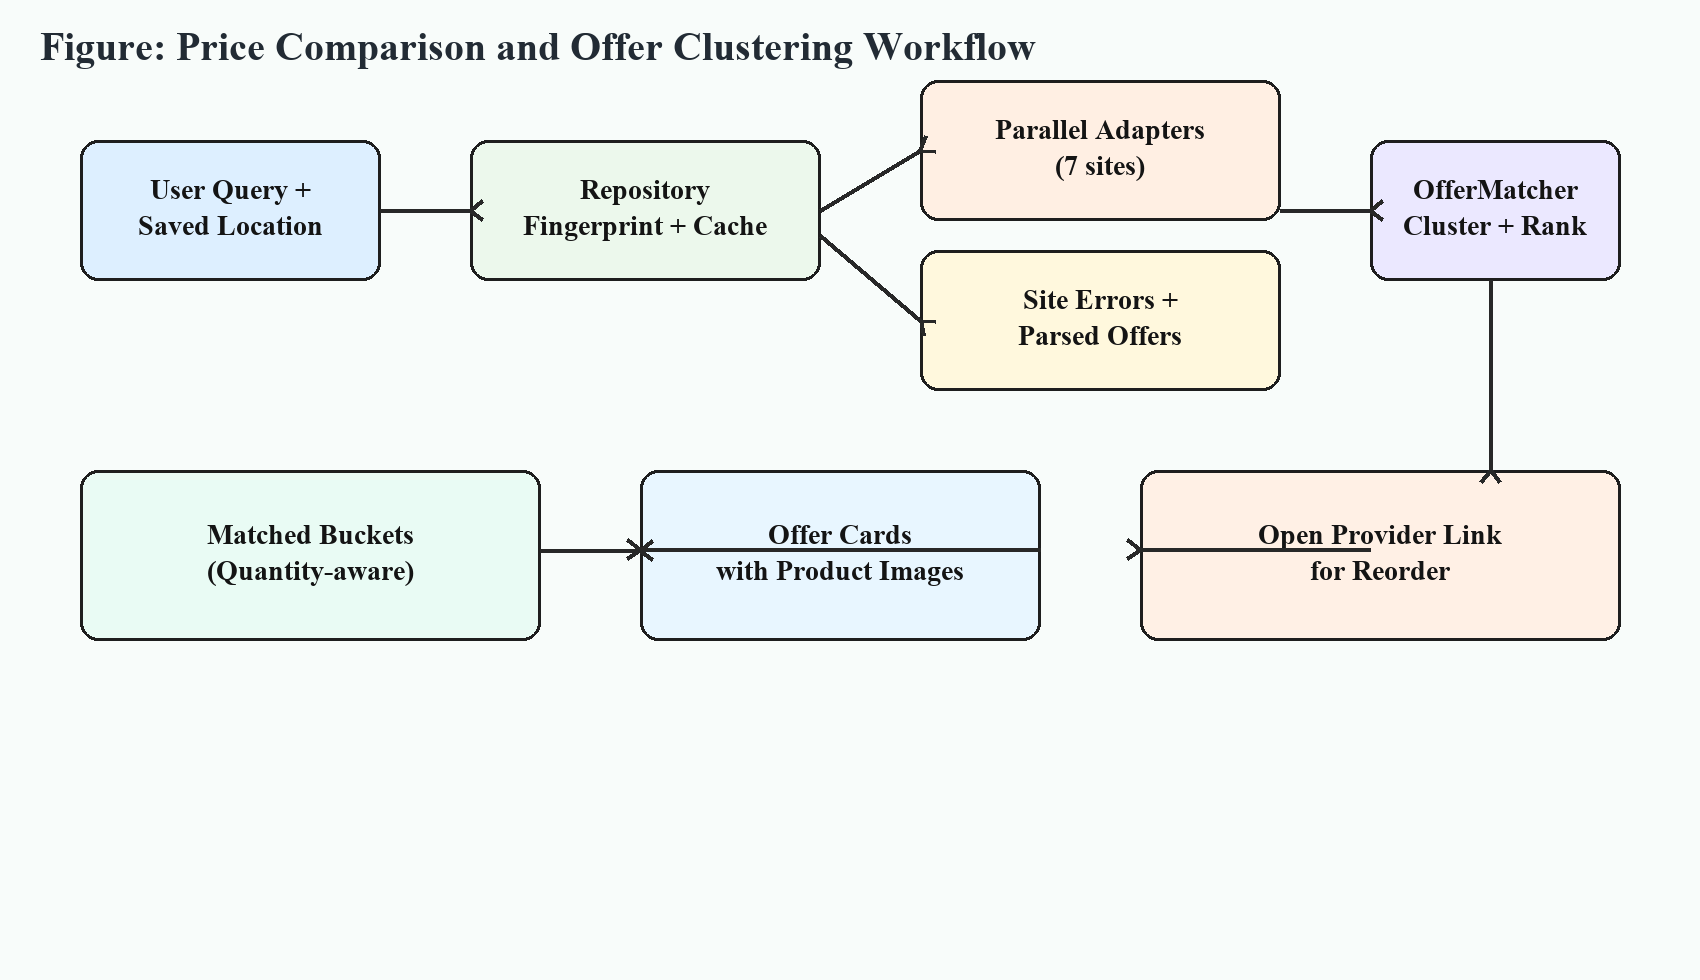 Figure: Price Comparison and Offer Clustering Workflow
User Query +
Saved Location
Repository
Fingerprint + Cache
Parallel Adapters
(7 sites)
Site Errors +
Parsed Offers
OfferMatcher
Cluster + Rank
Matched Buckets
(Quantity-aware)
Offer Cards
with Product Images
Open Provider Link
for Reorder